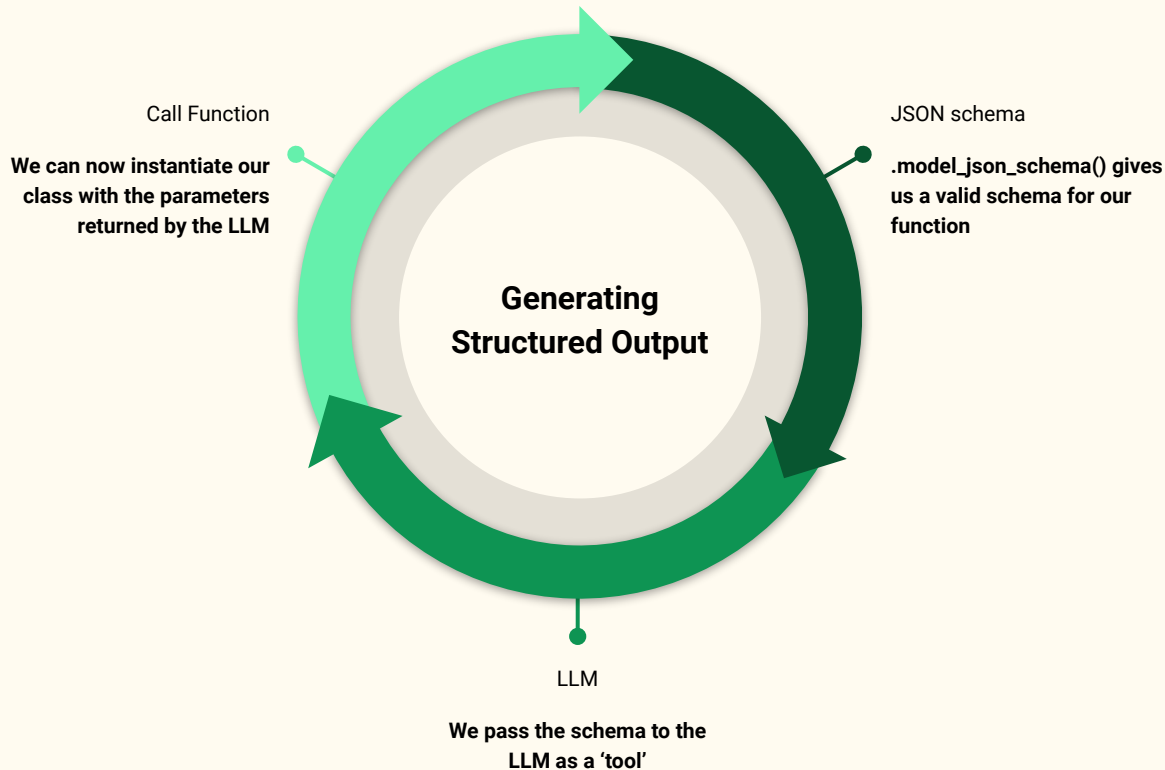 Call Function
We can now instantiate our
class with the parameters
returned by the LLM
JSON schema
.model_json_schema() gives
us a valid schema for our
function
Generating
Structured Output
LLM
We pass the schema to the
LLM as a ‘tool’